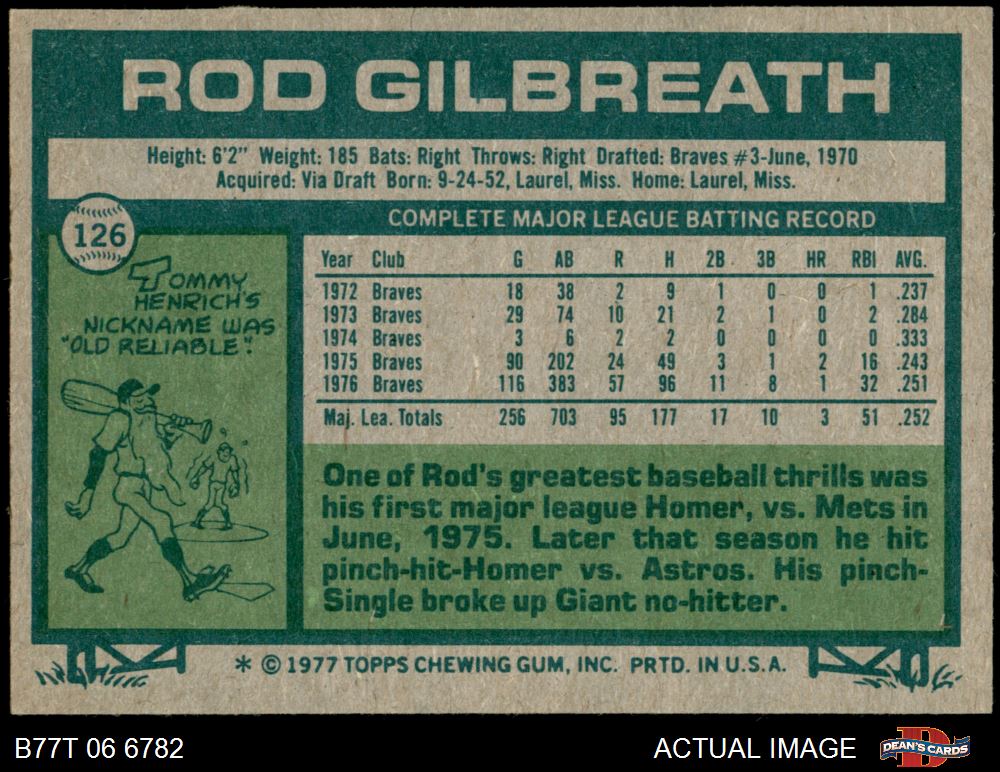 ROD GILBREATH
Height: 6'2" Weight: 185 Bats: Right Throws: Right Drafted: Braves #3-June, 1970
Acquired: Via Draft Born: 9-24-52, Laurel, Miss. Home: Laurel, Miss.
126
TOMMY
HENRICH'S
NICKNAME WAS
"OLD RELIABLE".
COMPLETE MAJOR LEAGUE BATTING RECORD
Year Club G AB R H 2B 3B HR RBI AVG.
1972 Braves 18 38 2 9 1 0 0 1 .237
1973 Braves 29 74 10 21 2 1 0 2 .284
1974 Braves 3 6 2 2 0 0 0 0 .333
1975 Braves 90 202 24 49 3 1 2 16 .243
1976 Braves 116 383 57 96 11 8 1 32 .251
Maj. Lea. Totals 256 703 95 177 17 10 3 51 .252
One of Rod's greatest baseball thrills was
his first major league Homer, vs. Mets in
June, 1975. Later that season he hit
pinch-hit-Homer vs. Astros. His pinch-
Single broke up Giant no-hitter.
* © 1977 TOPPS CHEWING GUM, INC. PRTD. IN U.S.A.
B77T 06 6782
ACTUAL IMAGE
D
DEAN'S CARDS